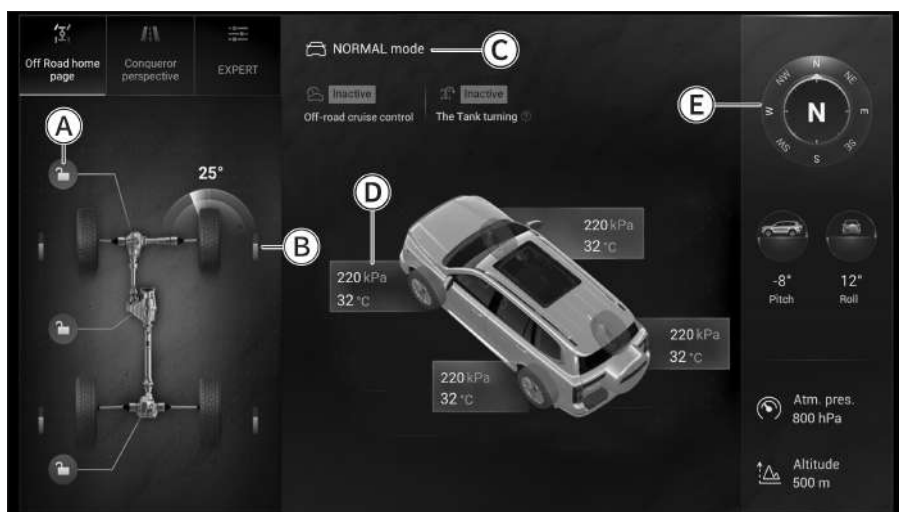 Off Road home
page
Conqueror
perspective
EXPERT
A
25°
B
NORMAL mode
C
Inactive
Off-road cruise control
Inactive
The Tank turning ?
D
220 kPa
32 °C
220 kPa
32 °C
220 kPa
32 °C
220 kPa
32 °C
E
N
NE
E
SE
S
SW
W
NW
N
-8°
Pitch
12°
Roll
Atm. pres.
800 hPa
Altitude
500 m